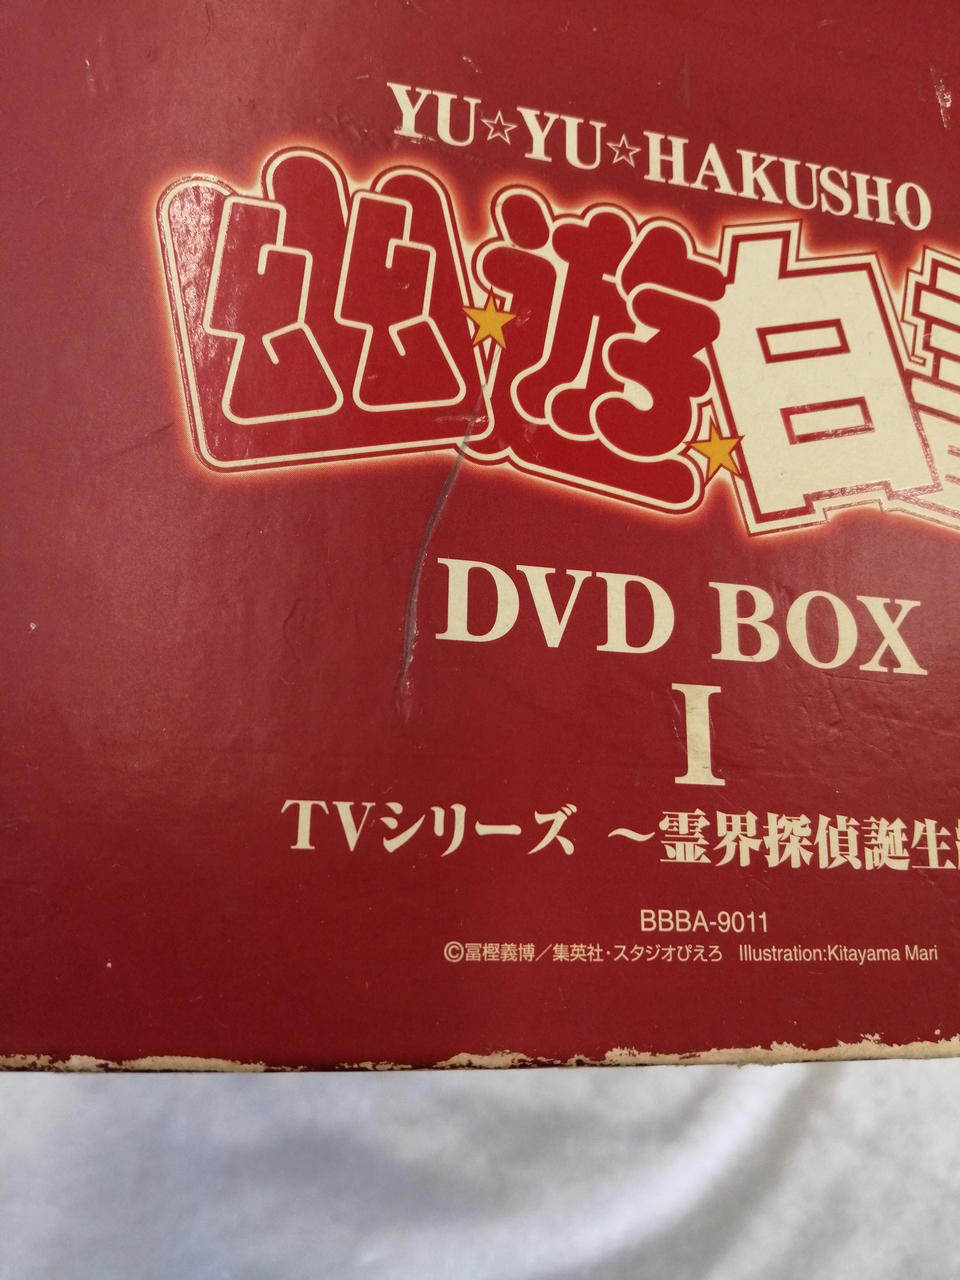 YU☆YU☆HAKUSHO
幽★遊★白
DVD BOX
I
TVシリーズ ～霊界探偵誕生
BBBA-9011
©冨樫義博／集英社・スタジオぴえろ Illustration:Kitayama Mari